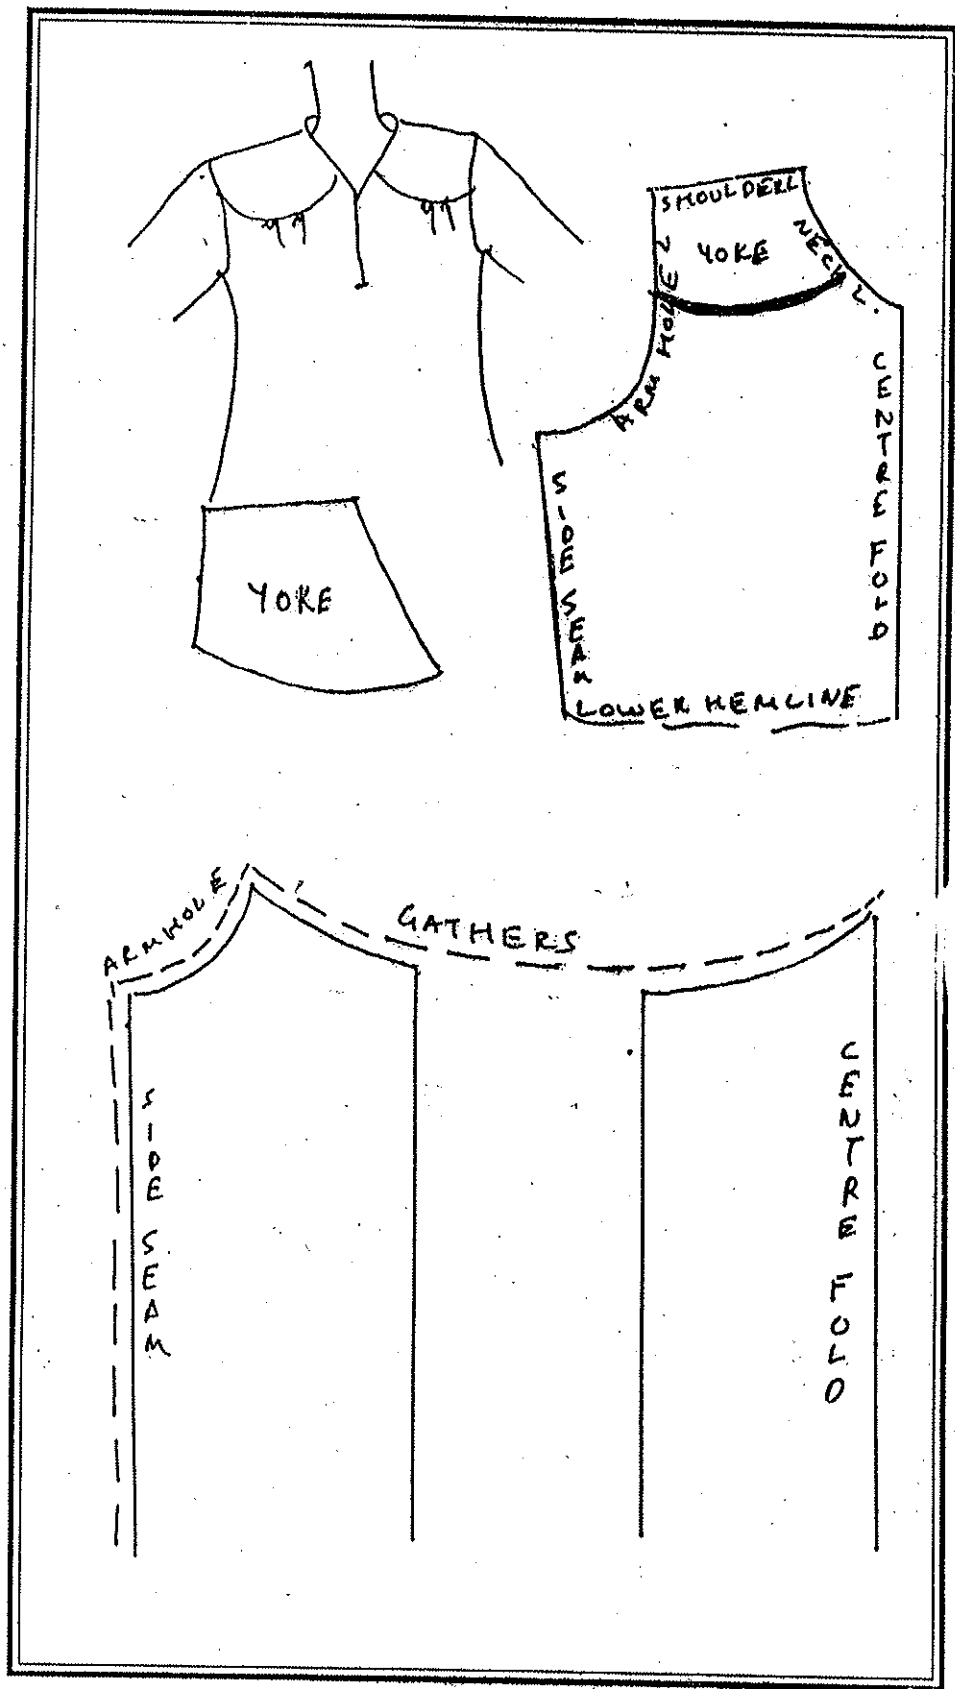 SHOULDERL
YOKE
NECK L.
ARM HOLE L
CENTRE FOLD
SIDE SEAM
LOWER HEMLINE
YOKE
ARMHOLE
GATHERS
SIDE SEAM
CENTRE FOLD